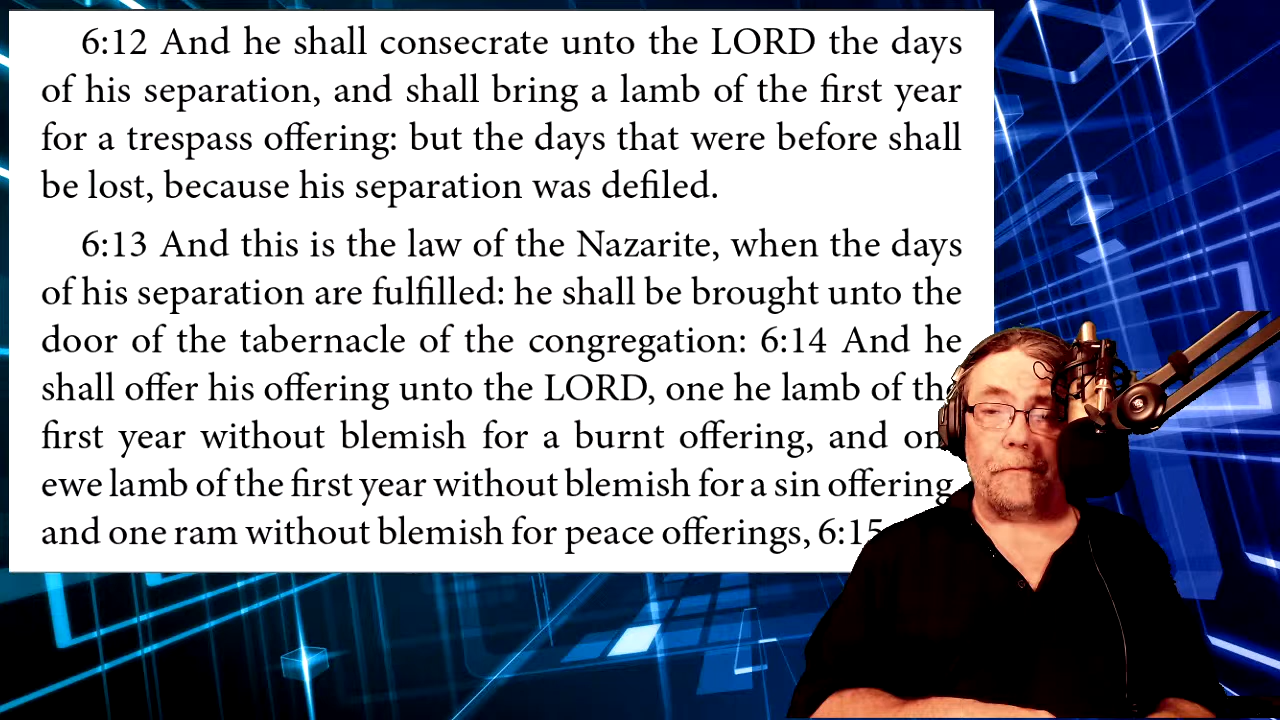 6:12 And he shall consecrate unto the LORD the days
of his separation, and shall bring a lamb of the first year
for a trespass offering: but the days that were before shall
be lost, because his separation was defiled.
6:13 And this is the law of the Nazarite, when the days
of his separation are fulfilled: he shall be brought unto the
door of the tabernacle of the congregation: 6:14 And he
shall offer his offering unto the LORD, one he lamb of the
first year without blemish for a burnt offering, and
ewe lamb of the first year without blemish for a sin offering
and one ram without blemish for peace offerings, 6:15